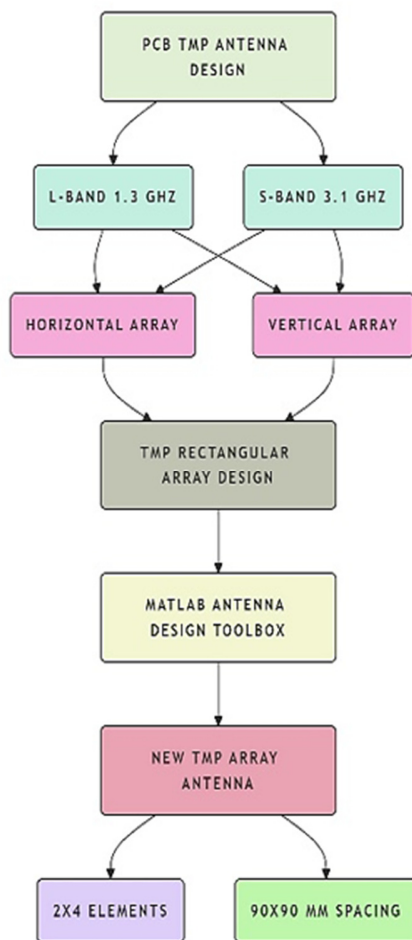 PCB TMP ANTENNA
DESIGN
L-BAND 1.3 GHZ
S-BAND 3.1 GHZ
HORIZONTAL ARRAY
VERTICAL ARRAY
TMP RECTANGULAR
ARRAY DESIGN
MATLAB ANTENNA
DESIGN TOOLBOX
NEW TMP ARRAY
ANTENNA
2X4 ELEMENTS
90X90 MM SPACING